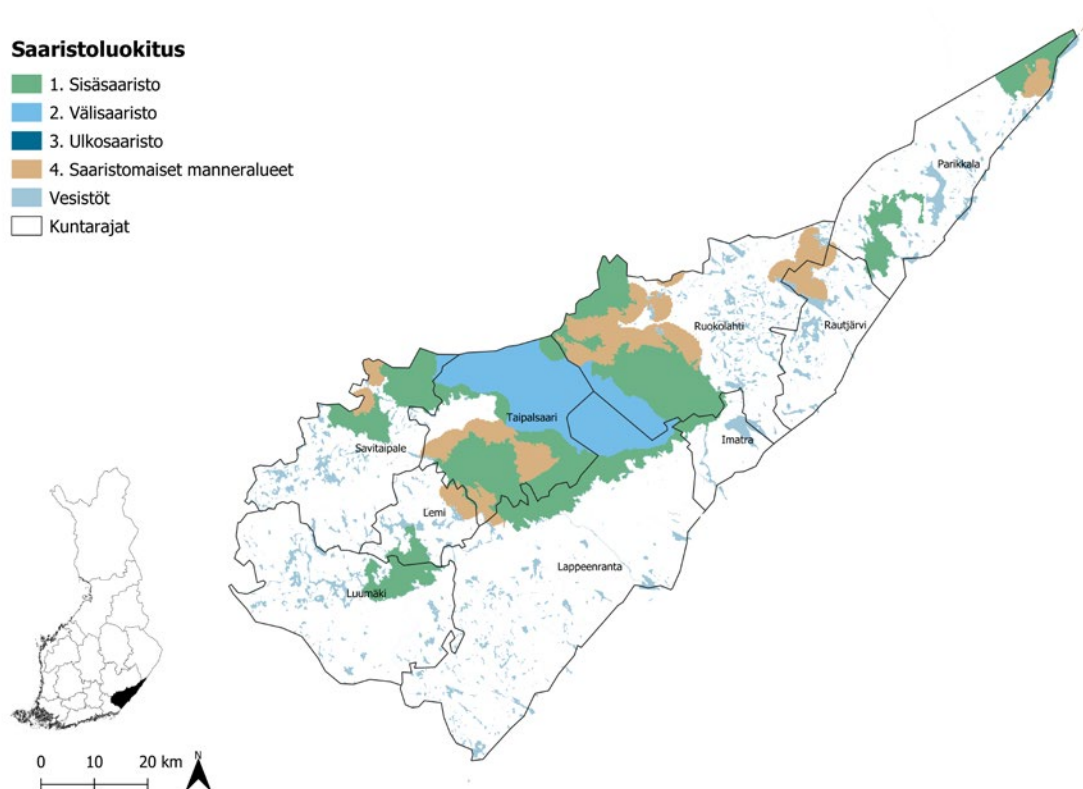 Saaristoluokitus
1. Sisäsaaristo
2. Välisaaristo
3. Ulkosaaristo
4. Saaristomaiset manneralueet
Vesistöt
Kuntarajat
Parikkala
Ruokolahti
Rautjärvi
Taipalsaari
Imatra
Savitaipale
Lemi
Lappeenranta
Luumäki
N
0 10 20 km